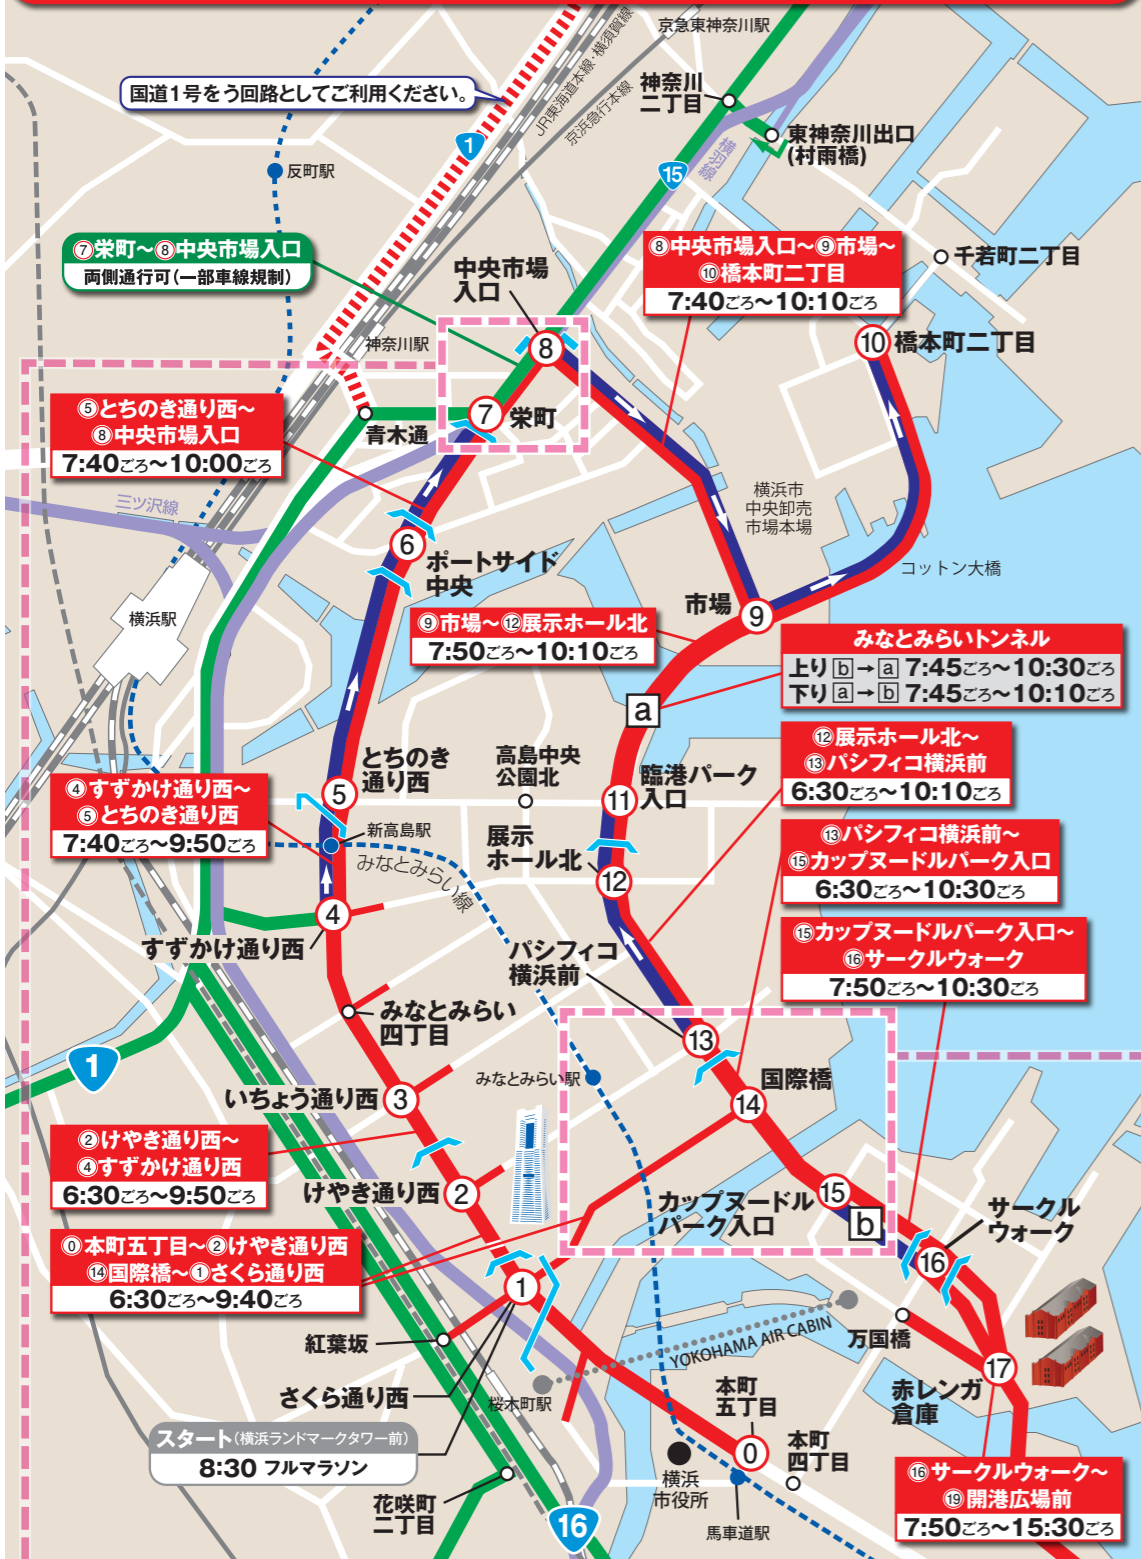 京急東神奈川駅
JR東海道本線・横須賀線
京浜急行本線
国道1号をう回路としてご利用ください。
1
神奈川
二丁目
東神奈川出口
(村雨橋)
横羽線
15
反町駅
⑦栄町～⑧中央市場入口
両側通行可(一部車線規制)
中央市場
入口
⑧中央市場入口～⑨市場～
⑩橋本町二丁目
7:40ごろ～10:10ごろ
千若町二丁目
神奈川駅
8
10
橋本町二丁目
⑤とちのき通り西～
⑧中央市場入口
7:40ごろ～10:00ごろ
青木通
7
栄町
三ツ沢線
横浜市
中央卸売
市場本場
6
ポートサイド
中央
コットン大橋
横浜駅
市場
9
⑨市場～⑫展示ホール北
7:50ごろ～10:10ごろ
みなとみらいトンネル
上り b→a 7:45ごろ～10:30ごろ
下り a→b 7:45ごろ～10:10ごろ
a
⑫展示ホール北～
⑬パシフィコ横浜前
6:30ごろ～10:10ごろ
とちのき
通り西
高島中央
公園北
臨港パーク
入口
5
11
④すずかけ通り西～
⑤とちのき通り西
7:40ごろ～9:50ごろ
新高島駅
みなとみらい線
展示
ホール北
12
⑬パシフィコ横浜前～
⑮カップヌードルパーク入口
6:30ごろ～10:30ごろ
4
すずかけ通り西
パシフィコ
横浜前
⑮カップヌードルパーク入口～
⑯サークルウォーク
7:50ごろ～10:30ごろ
みなとみらい
四丁目
13
1
みなとみらい駅
国際橋
いちょう通り西
3
14
②けやき通り西～
④すずかけ通り西
6:30ごろ～9:50ごろ
けやき通り西
2
カップヌードル
パーク入口
15
b
サークル
ウォーク
16
⓪本町五丁目～②けやき通り西
⑭国際橋～①さくら通り西
6:30ごろ～9:40ごろ
1
紅葉坂
YOKOHAMA AIR CABIN
万国橋
17
さくら通り西
桜木町駅
本町
五丁目
赤レンガ
倉庫
スタート(横浜ランドマークタワー前)
8:30 フルマラソン
0
本町
四丁目
横浜
市役所
⑯サークルウォーク～
⑲開港広場前
7:50ごろ～15:30ごろ
花咲町
二丁目
16
馬車道駅